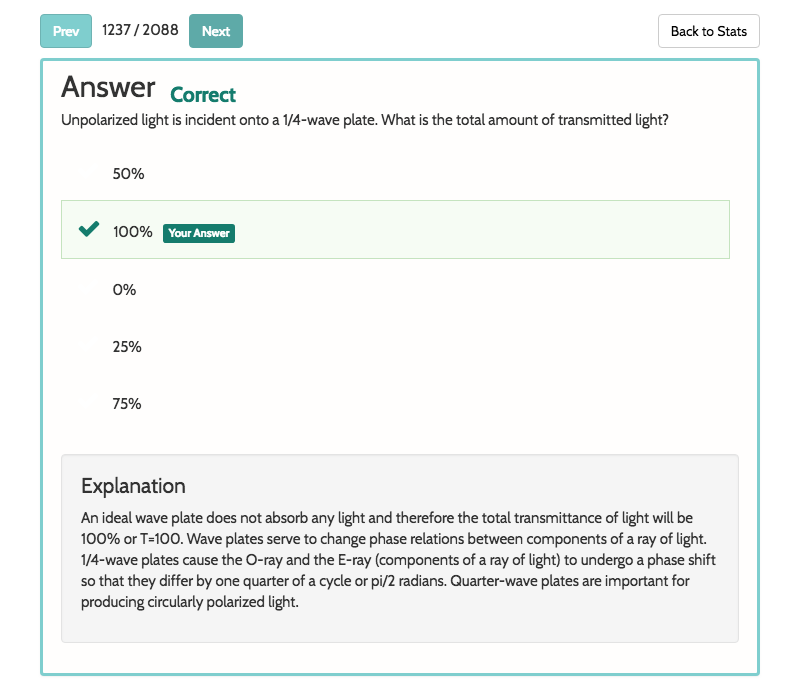 Prev 1237 / 2088 Next Back to Stats
Answer Correct
Unpolarized light is incident onto a 1/4-wave plate. What is the total amount of transmitted light?
50%
100% Your Answer
0%
25%
75%
Explanation
An ideal wave plate does not absorb any light and therefore the total transmittance of light will be
100% or T=100. Wave plates serve to change phase relations between components of a ray of light.
1/4-wave plates cause the O-ray and the E-ray (components of a ray of light) to undergo a phase shift
so that they differ by one quarter of a cycle or pi/2 radians. Quarter-wave plates are important for
producing circularly polarized light.